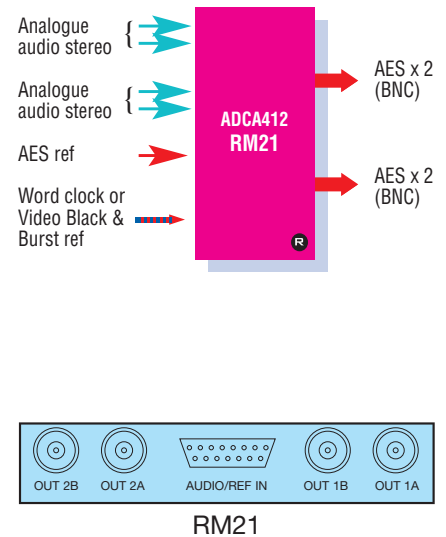 Analogue
audio stereo {
Analogue
audio stereo {
AES ref
Word clock or
Video Black &
Burst ref
ADCA412
RM21
R
AES x 2
(BNC)
AES x 2
(BNC)
OUT 2B OUT 2A AUDIO/REF IN OUT 1B OUT 1A
RM21